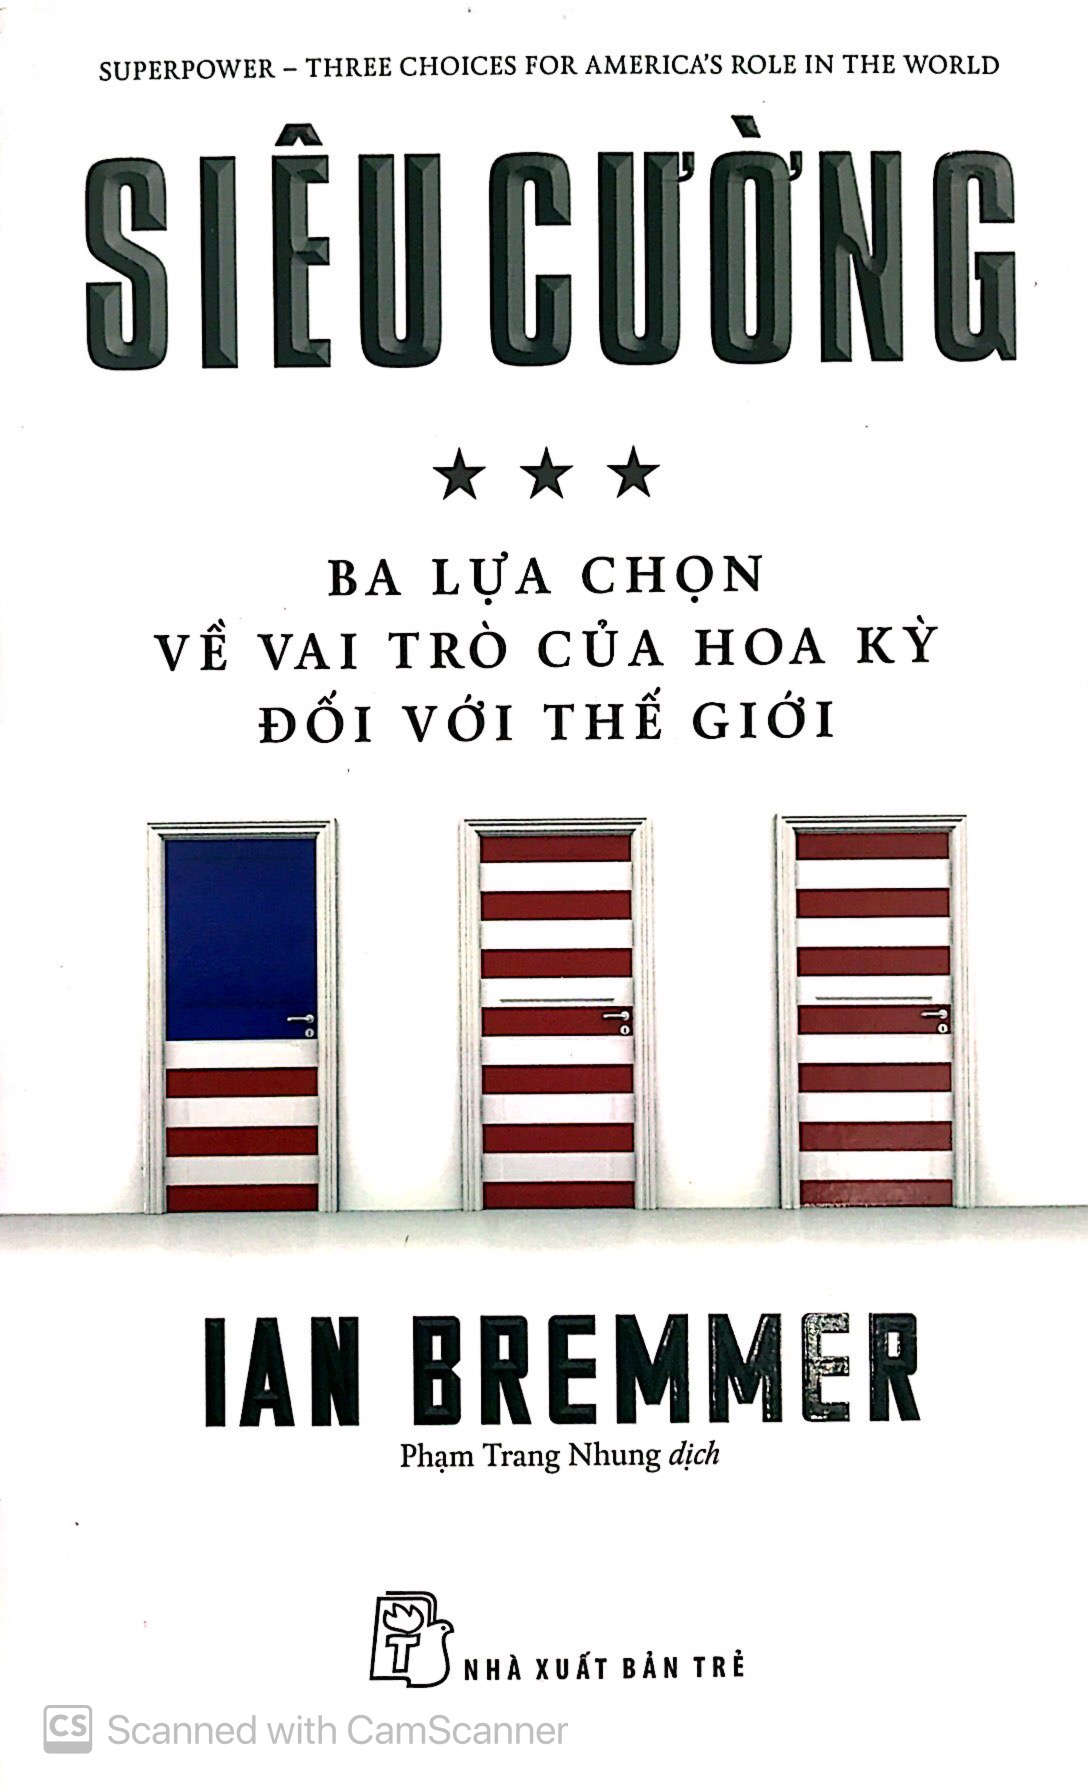 SUPERPOWER – THREE CHOICES FOR AMERICA'S ROLE IN THE WORLD
SIÊU CƯỜNG
BA LỰA CHỌN
VỀ VAI TRÒ CỦA HOA KỲ
ĐỐI VỚI THẾ GIỚI
IAN BREMMER
Phạm Trang Nhung dịch
T
NHÀ XUẤT BẢN TRẺ
CS Scanned with CamScanner